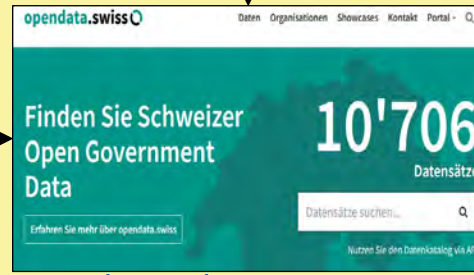 opendata.swiss
Daten Organisationen Showcases Kontakt Portal
Finden Sie Schweizer
Open Government
Data
Erfahren Sie mehr über opendata.swiss
10'706
Datensätze
Datensätze suchen...
Nutzen Sie den Datenkatalog via